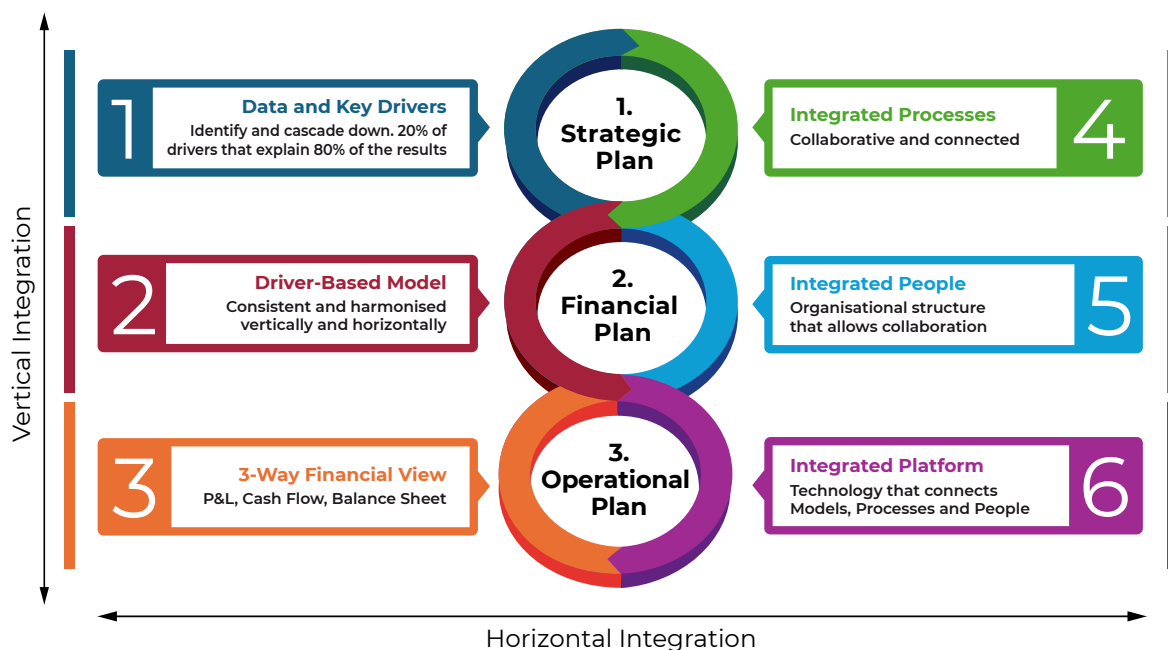 Vertical Integration
1
Data and Key Drivers
Identify and cascade down. 20% of
drivers that explain 80% of the results
2
Driver-Based Model
Consistent and harmonised
vertically and horizontally
3
3-Way Financial View
P&L, Cash Flow, Balance Sheet
1.
Strategic
Plan
2.
Financial
Plan
3.
Operational
Plan
Integrated Processes
Collaborative and connected
4
Integrated People
Organisational structure
that allows collaboration
5
Integrated Platform
Technology that connects
Models, Processes and People
6
Horizontal Integration